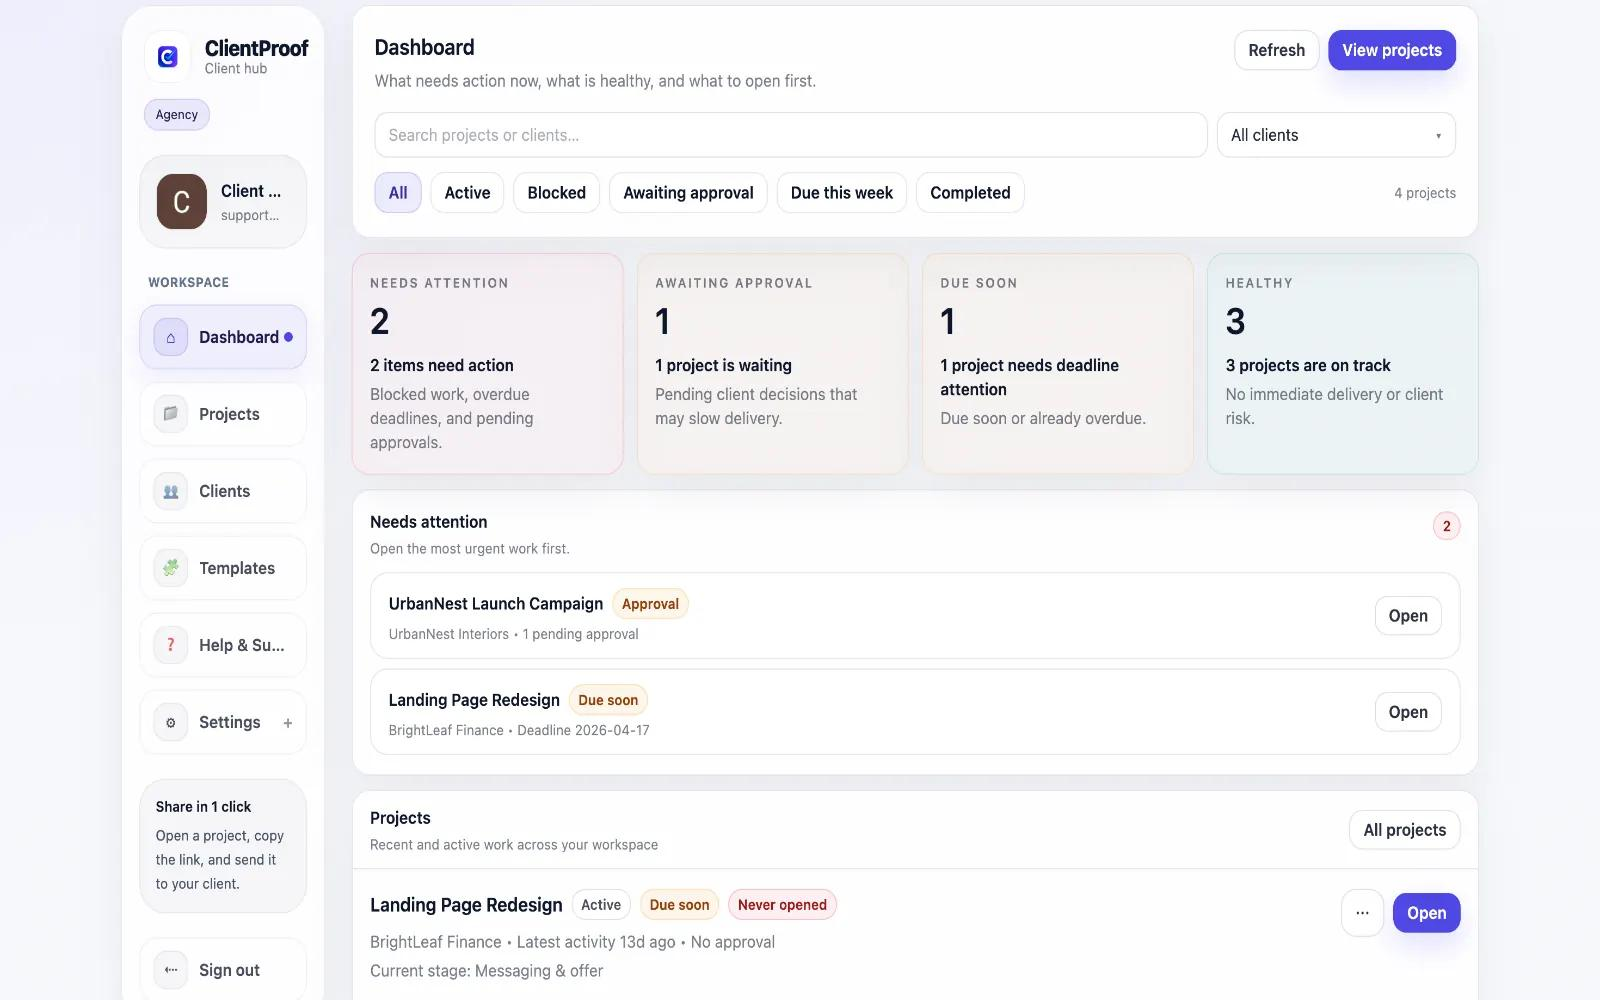 ClientProof
Client hub
Agency
C
Client ...
support...
WORKSPACE
Dashboard
Projects
Clients
Templates
Help & Su...
Settings +
Share in 1 click
Open a project, copy
the link, and send it
to your client.
Sign out
Dashboard
What needs action now, what is healthy, and what to open first.
Refresh
View projects
Search projects or clients...
All clients
All
Active
Blocked
Awaiting approval
Due this week
Completed
4 projects
NEEDS ATTENTION
2
2 items need action
Blocked work, overdue
deadlines, and pending
approvals.
AWAITING APPROVAL
1
1 project is waiting
Pending client decisions that
may slow delivery.
DUE SOON
1
1 project needs deadline
attention
Due soon or already overdue.
HEALTHY
3
3 projects are on track
No immediate delivery or client
risk.
Needs attention
2
Open the most urgent work first.
UrbanNest Launch Campaign Approval
UrbanNest Interiors • 1 pending approval
Open
Landing Page Redesign Due soon
BrightLeaf Finance • Deadline 2026-04-17
Open
Projects
Recent and active work across your workspace
All projects
Landing Page Redesign Active Due soon Never opened
... Open
BrightLeaf Finance • Latest activity 13d ago • No approval
Current stage: Messaging & offer